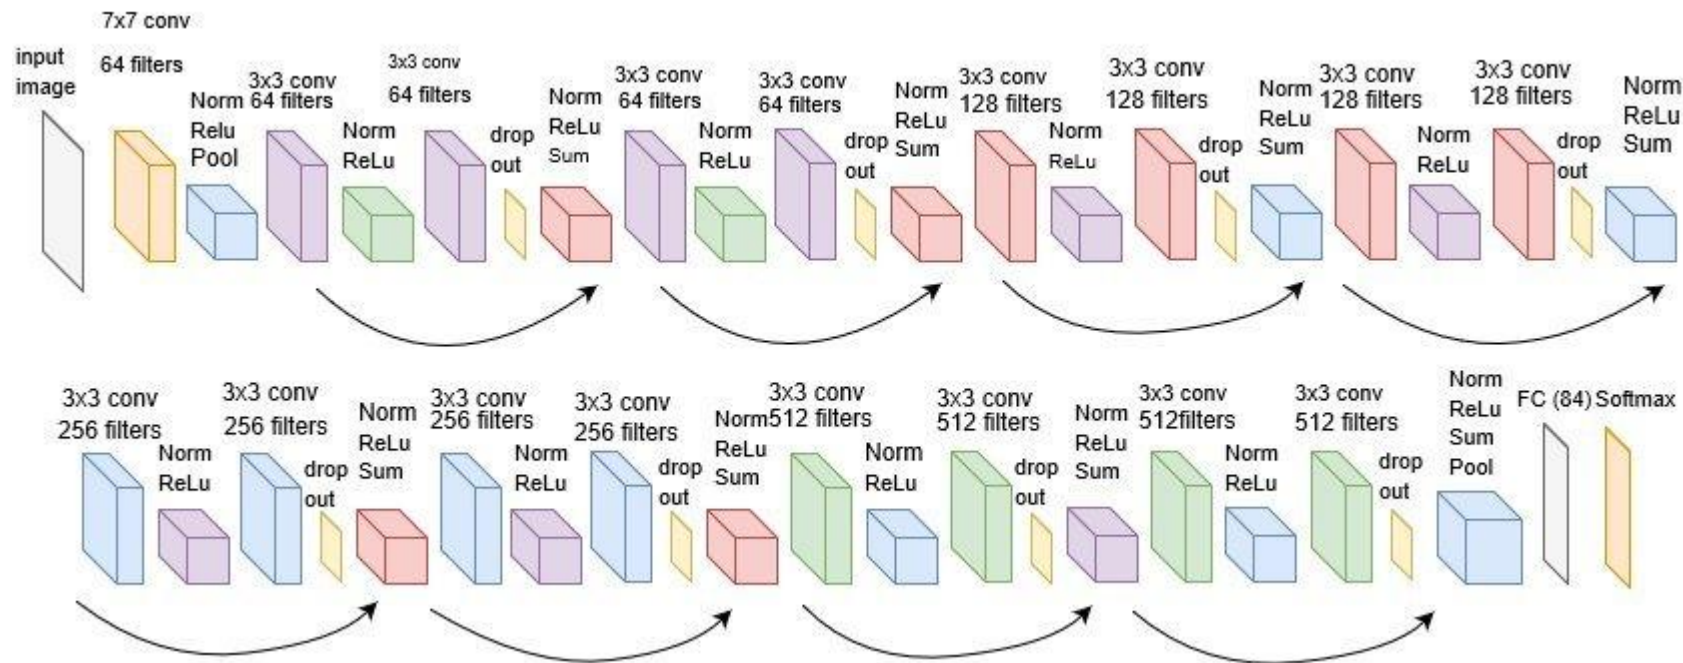 input
image
7x7 conv
64 filters
Norm
Relu
Pool
3x3 conv
64 filters
Norm
ReLu
3x3 conv
64 filters
drop
out
Norm
ReLu
Sum
3x3 conv
64 filters
Norm
ReLu
3x3 conv
64 filters
drop
out
Norm
ReLu
Sum
3x3 conv
128 filters
Norm
ReLu
3x3 conv
128 filters
drop
out
Norm
ReLu
Sum
3x3 conv
128 filters
Norm
ReLu
3x3 conv
128 filters
drop
out
Norm
ReLu
Sum
3x3 conv
256 filters
Norm
ReLu
3x3 conv
256 filters
drop
out
Norm
ReLu
Sum
3x3 conv
256 filters
Norm
ReLu
3x3 conv
256 filters
drop
out
Norm
ReLu
Sum
3x3 conv
512 filters
Norm
ReLu
3x3 conv
512 filters
drop
out
Norm
ReLu
Sum
3x3 conv
512filters
Norm
ReLu
3x3 conv
512 filters
drop
out
Norm
ReLu
Sum
Pool
FC (84)
Softmax